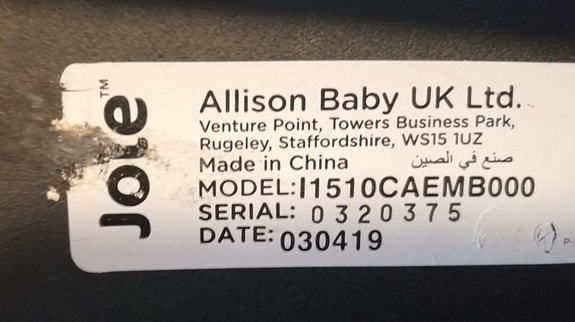 Joie™
Allison Baby UK Ltd.
Venture Point, Towers Business Park,
Rugeley, Staffordshire, WS15 1UZ
Made in China صنع في الصين
MODEL:I1510CAEMB000
SERIAL: 0320375
DATE: 030419